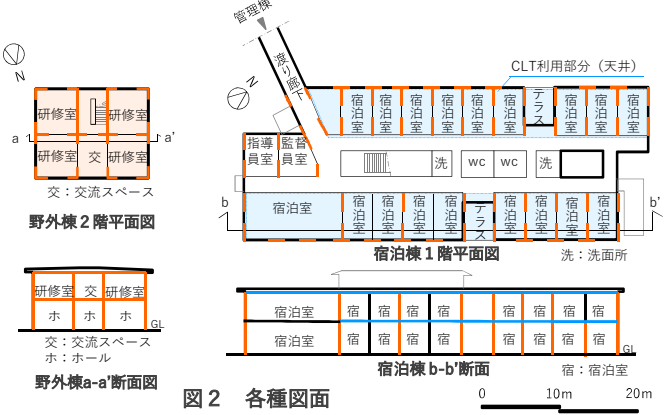 管理棟
渡り廊下
N
CLT利用部分（天井）
宿泊室 宿泊室 宿泊室 宿泊室 宿泊室 宿泊室 テラス 宿泊室 宿泊室 宿泊室
指導員室 監督員室
洗 wc wc 洗
宿泊室 宿泊室 宿泊室 宿泊室 宿泊室 テラス 宿泊室 宿泊室 宿泊室 宿泊室
b b'
宿泊棟１階平面図
洗：洗面所
N
研修室 研修室
a a'
研修室 交 研修室
交：交流スペース
野外棟２階平面図
研修室 交 研修室
ホ ホ ホ
GL
交：交流スペース
ホ：ホール
野外棟a-a'断面図
宿泊室 宿 宿 宿 宿 宿 宿 宿 宿
宿泊室 宿 宿 宿 宿 宿 宿 宿 宿
GL
宿泊棟b-b'断面
宿：宿泊室
図２　各種図面
0 10m 20m